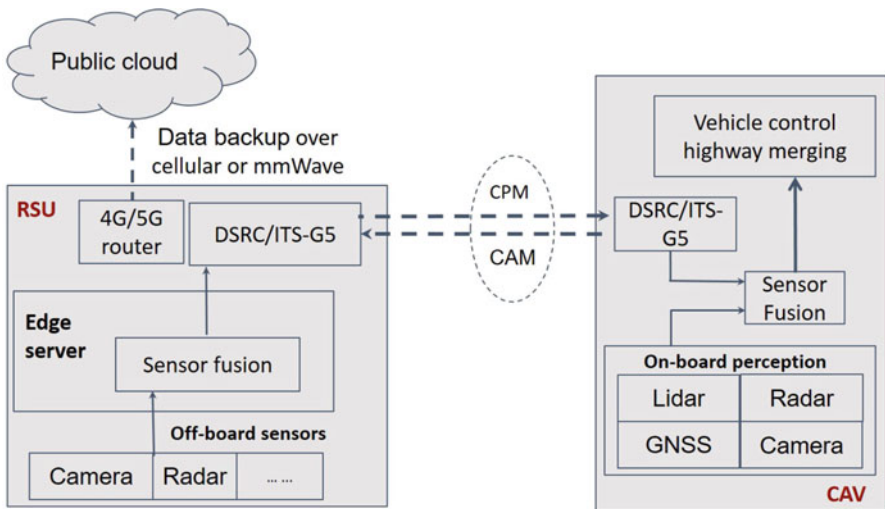 Public cloud
Data backup over
cellular or mmWave
RSU
4G/5G
router
DSRC/ITS-G5
Edge
server
Sensor fusion
Off-board sensors
Camera
Radar
... ...
CPM
CAM
Vehicle control
highway merging
DSRC/ITS-
G5
Sensor
Fusion
On-board perception
Lidar
Radar
GNSS
Camera
CAV